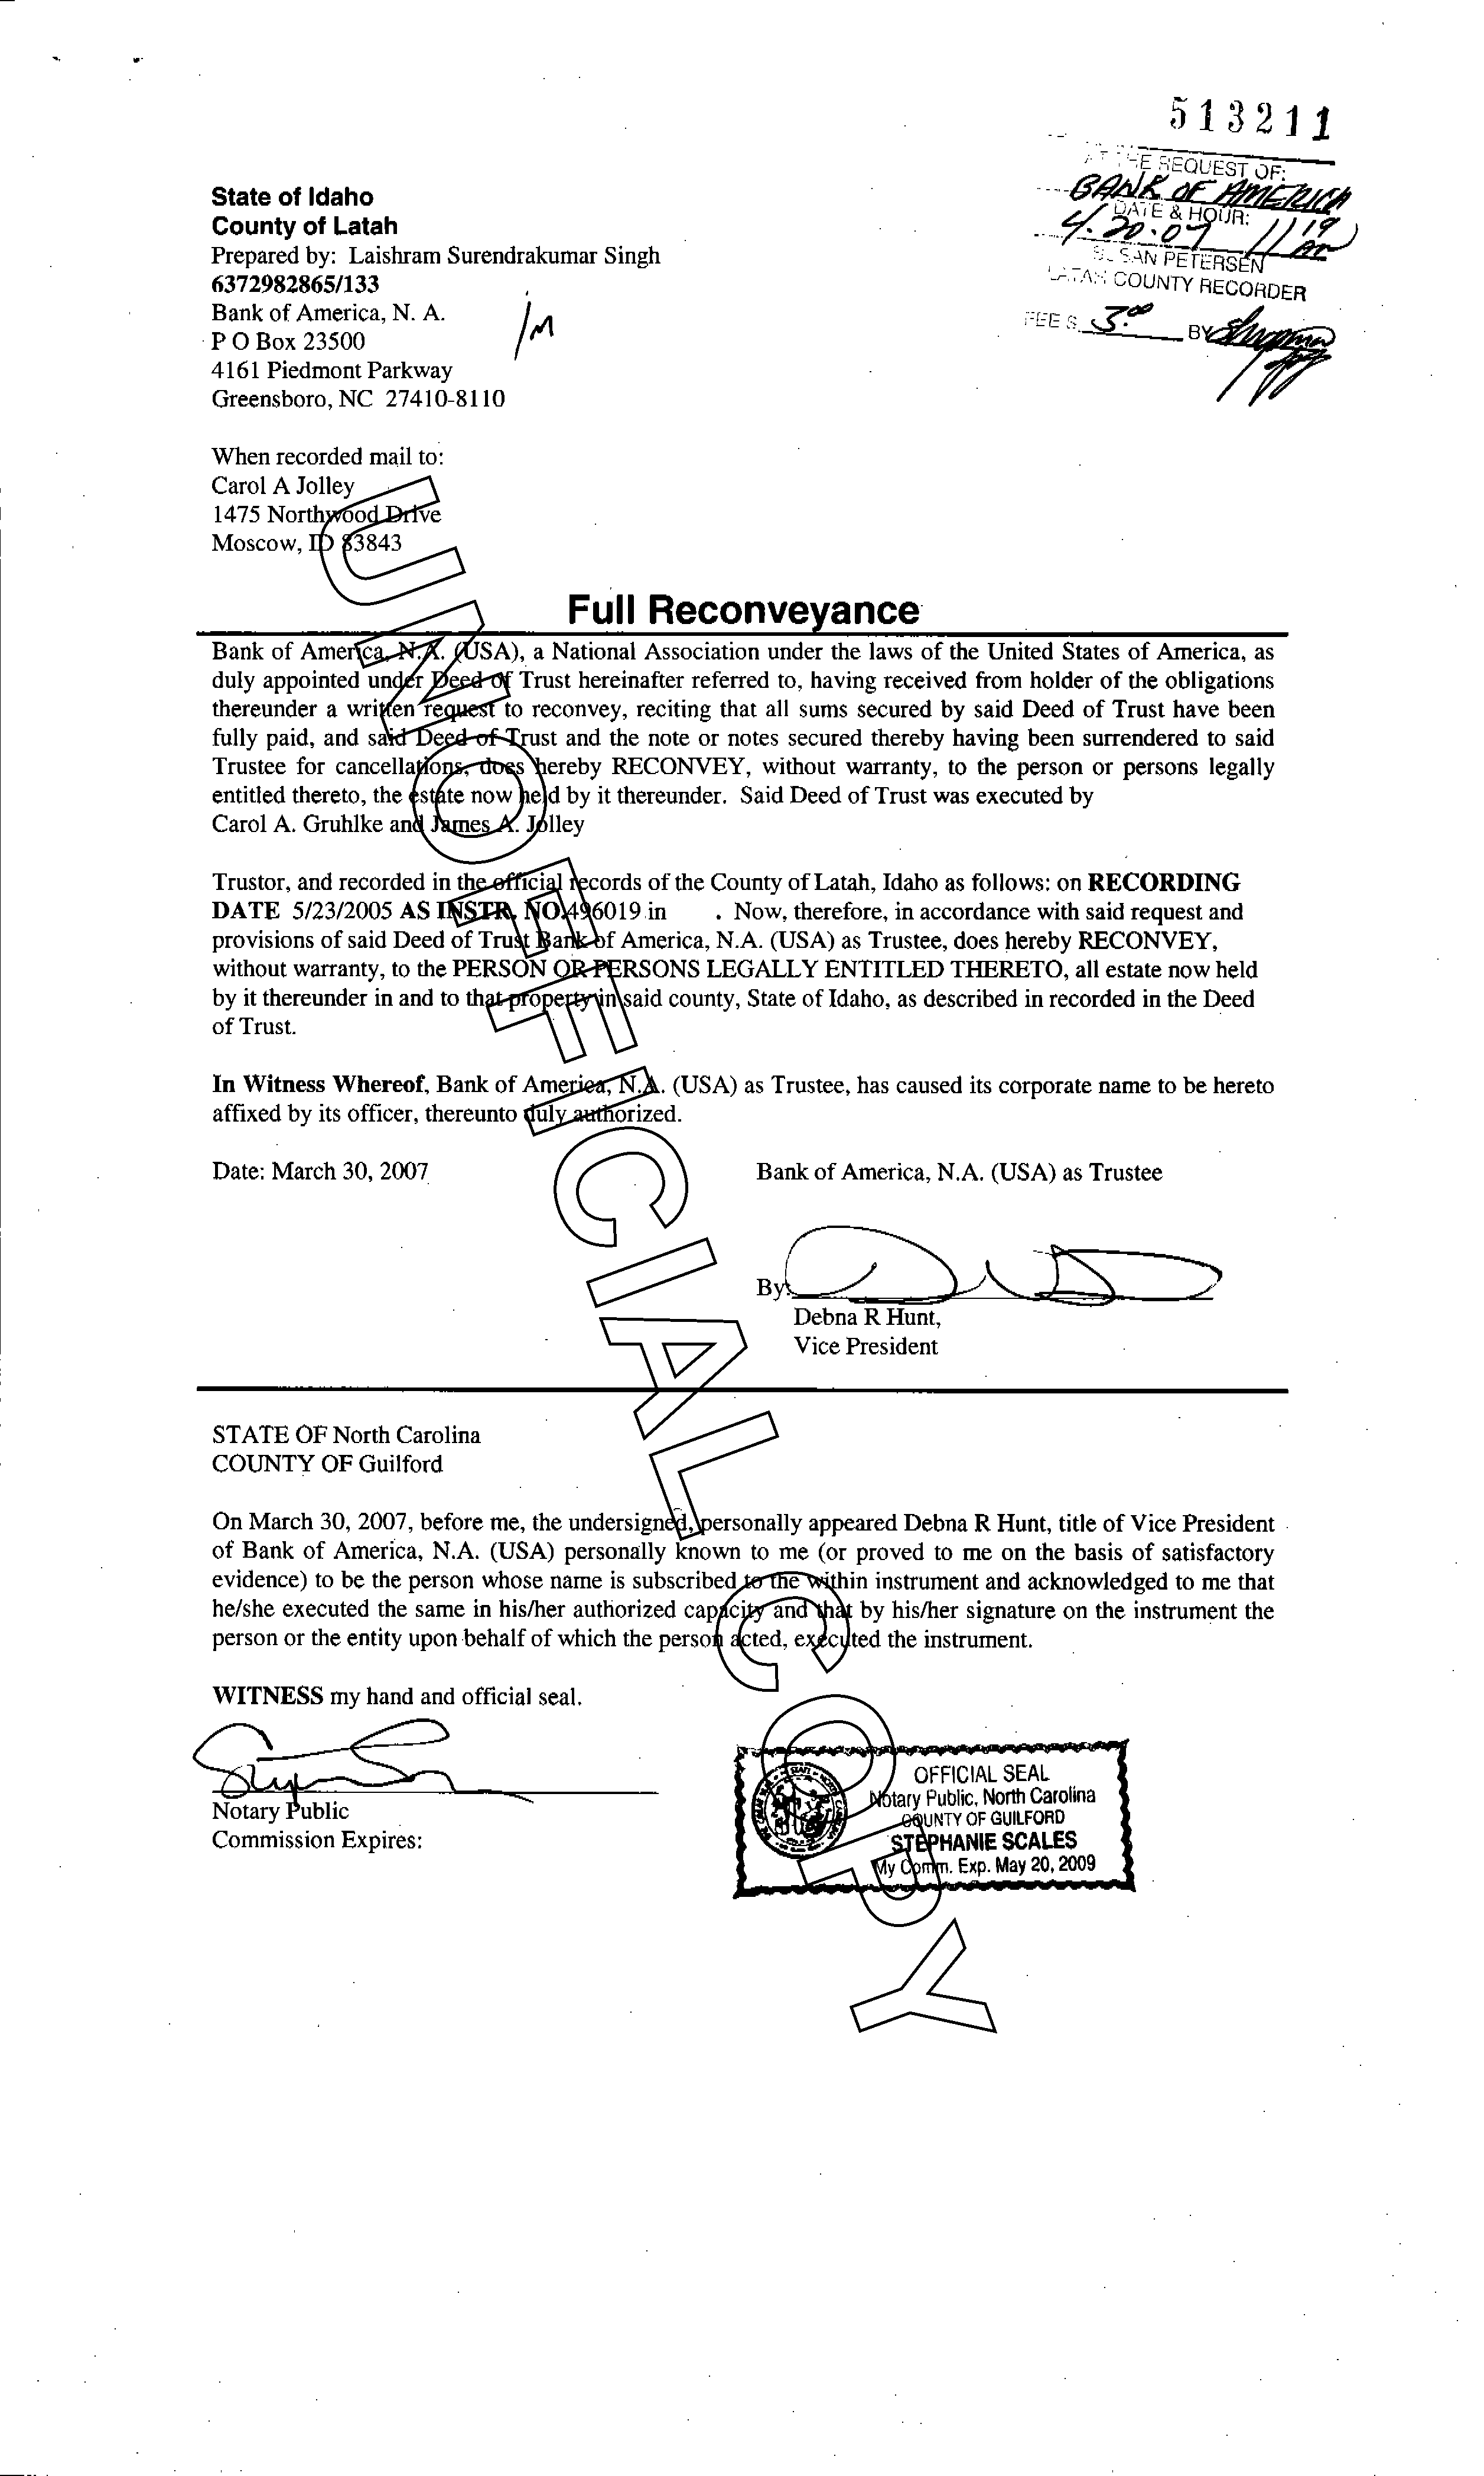 513211
AT THE REQUEST OF:
BANK OF AMERICA
DATE & HOUR:
4.20.07 11 19 AM
SUSAN PETERSEN
LATAH COUNTY RECORDER
FEE $ 3.00 BY
State of Idaho
County of Latah
Prepared by: Laishram Surendrakumar Singh
6372982865/133
Bank of America, N. A.
P O Box 23500
4161 Piedmont Parkway
Greensboro, NC 27410-8110
1M
When recorded mail to:
Carol A Jolley
1475 Northwood Drive
Moscow, ID 83843
Full Reconveyance
Bank of America, N.A. (USA), a National Association under the laws of the United States of America, as
duly appointed under Deed of Trust hereinafter referred to, having received from holder of the obligations
thereunder a written request to reconvey, reciting that all sums secured by said Deed of Trust have been
fully paid, and said Deed of Trust and the note or notes secured thereby having been surrendered to said
Trustee for cancellations, does hereby RECONVEY, without warranty, to the person or persons legally
entitled thereto, the estate now held by it thereunder. Said Deed of Trust was executed by
Carol A. Gruhlke and James A. Jolley
Trustor, and recorded in the official records of the County of Latah, Idaho as follows: on RECORDING
DATE 5/23/2005 AS INSTR. NO.496019 in . Now, therefore, in accordance with said request and
provisions of said Deed of Trust Bank of America, N.A. (USA) as Trustee, does hereby RECONVEY,
without warranty, to the PERSON OR PERSONS LEGALLY ENTITLED THERETO, all estate now held
by it thereunder in and to that property in said county, State of Idaho, as described in recorded in the Deed
of Trust.
In Witness Whereof, Bank of America, N.A. (USA) as Trustee, has caused its corporate name to be hereto
affixed by its officer, thereunto duly authorized.
Date: March 30, 2007
Bank of America, N.A. (USA) as Trustee
By:
Debna R Hunt,
Vice President
STATE OF North Carolina
COUNTY OF Guilford
On March 30, 2007, before me, the undersigned, personally appeared Debna R Hunt, title of Vice President
of Bank of America, N.A. (USA) personally known to me (or proved to me on the basis of satisfactory
evidence) to be the person whose name is subscribed to the within instrument and acknowledged to me that
he/she executed the same in his/her authorized capacity and that by his/her signature on the instrument the
person or the entity upon behalf of which the person acted, executed the instrument.
WITNESS my hand and official seal.
Notary Public
Commission Expires:
OFFICIAL SEAL
Notary Public, North Carolina
COUNTY OF GUILFORD
STEPHANIE SCALES
My Comm. Exp. May 20, 2009
UNOFFICIAL COPY